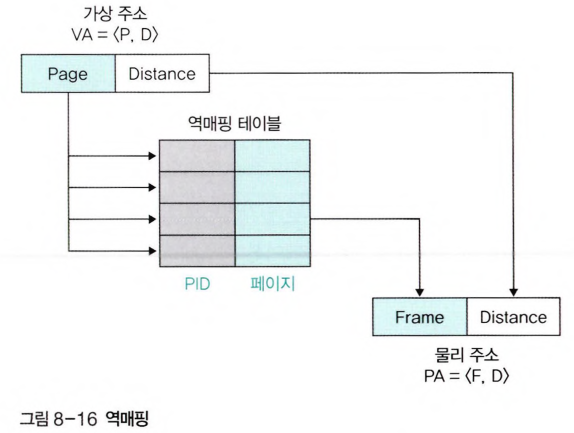 가상 주소
VA = ⟨P, D⟩
Page Distance
역매핑 테이블
PID 페이지
Frame Distance
물리 주소
PA = ⟨F, D⟩
그림 8-16 역매핑